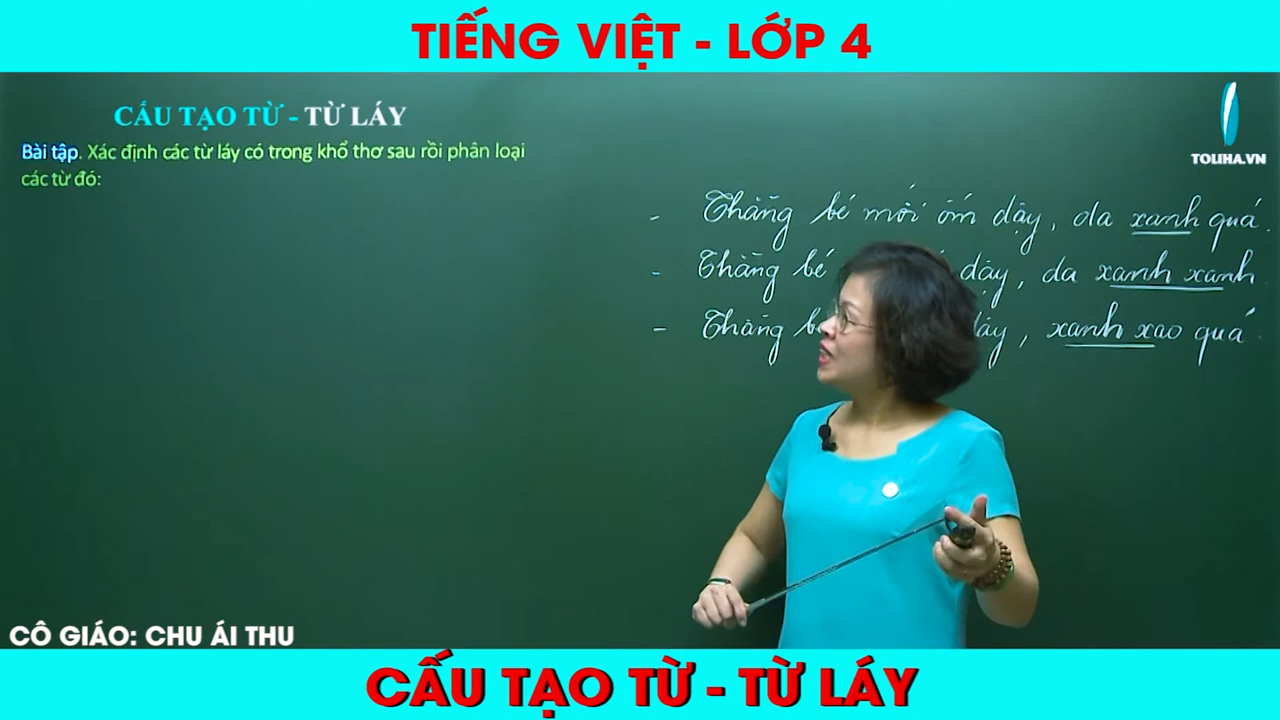 TIẾNG VIỆT - LỚP 4
CẤU TẠO TỪ - TỪ LÁY
Bài tập. Xác định các từ láy có trong khổ thơ sau rồi phân loại
các từ đó:
TOLIHA.VN
- Thằng bé mới ốm dậy, da xanh quá.
- Thằng bé dậy, da xanh xanh.
- Thằng dậy, xanh xao quá.
CÔ GIÁO: CHU ÁI THU
CẤU TẠO TỪ - TỪ LÁY